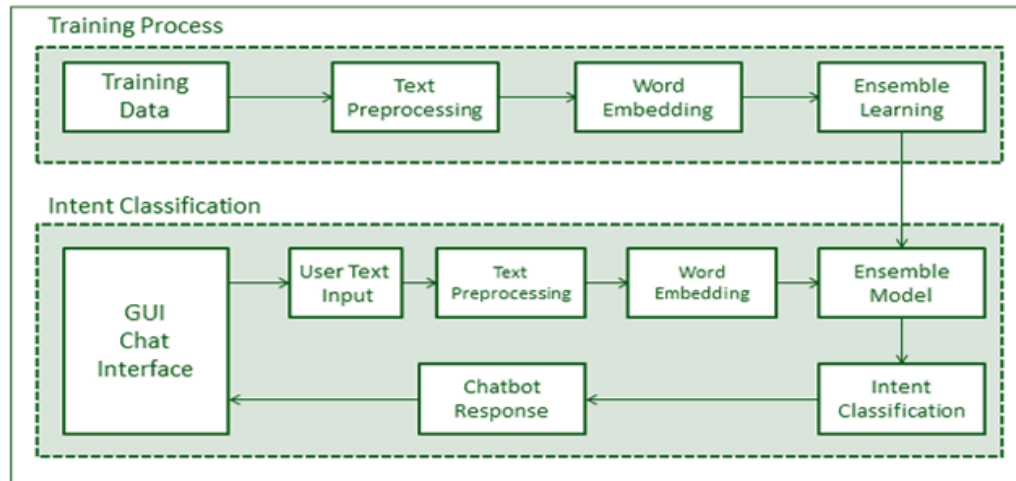 Training Process
Training
Data
Text
Preprocessing
Word
Embedding
Ensemble
Learning
Intent Classification
GUI
Chat
Interface
User Text
Input
Text
Preprocessing
Word
Embedding
Ensemble
Model
Chatbot
Response
Intent
Classification